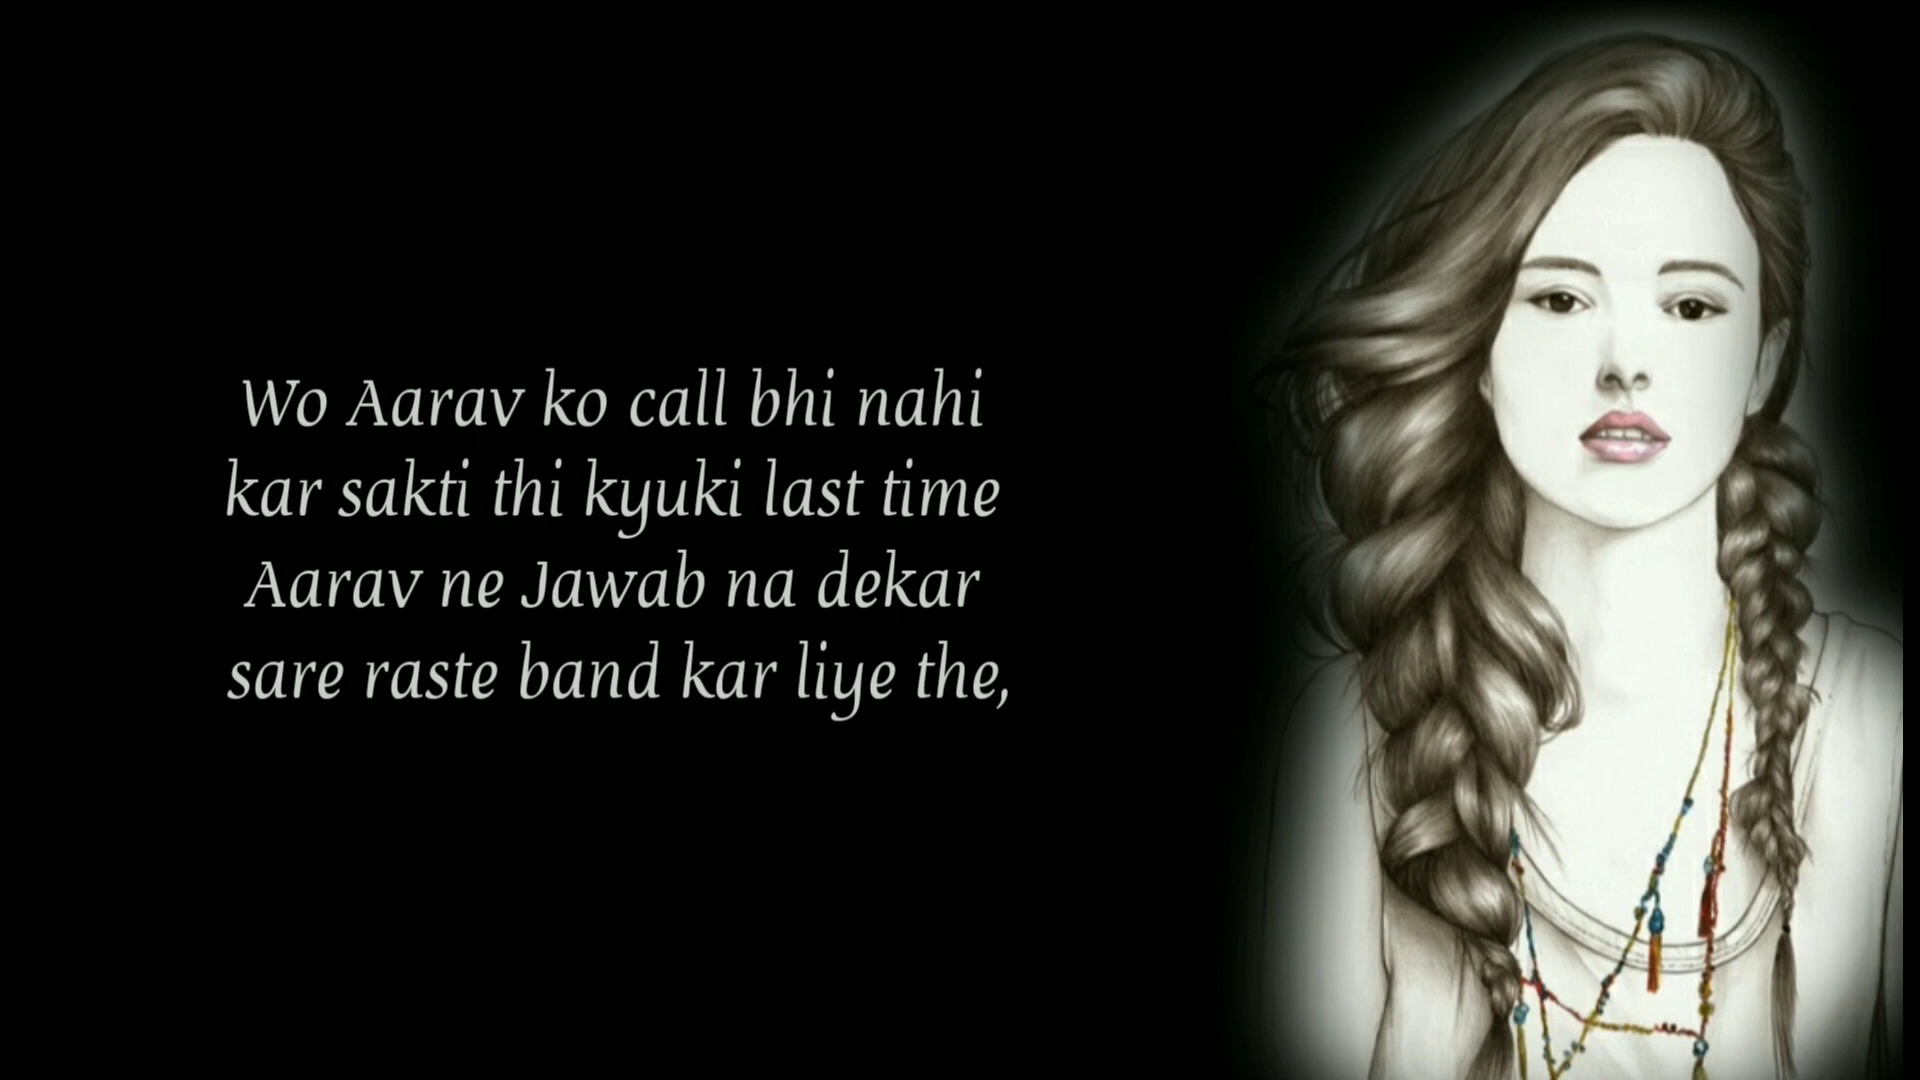 Wo Aarav ko call bhi nahi
kar sakti thi kyuki last time
Aarav ne Jawab na dekar
sare raste band kar liye the,